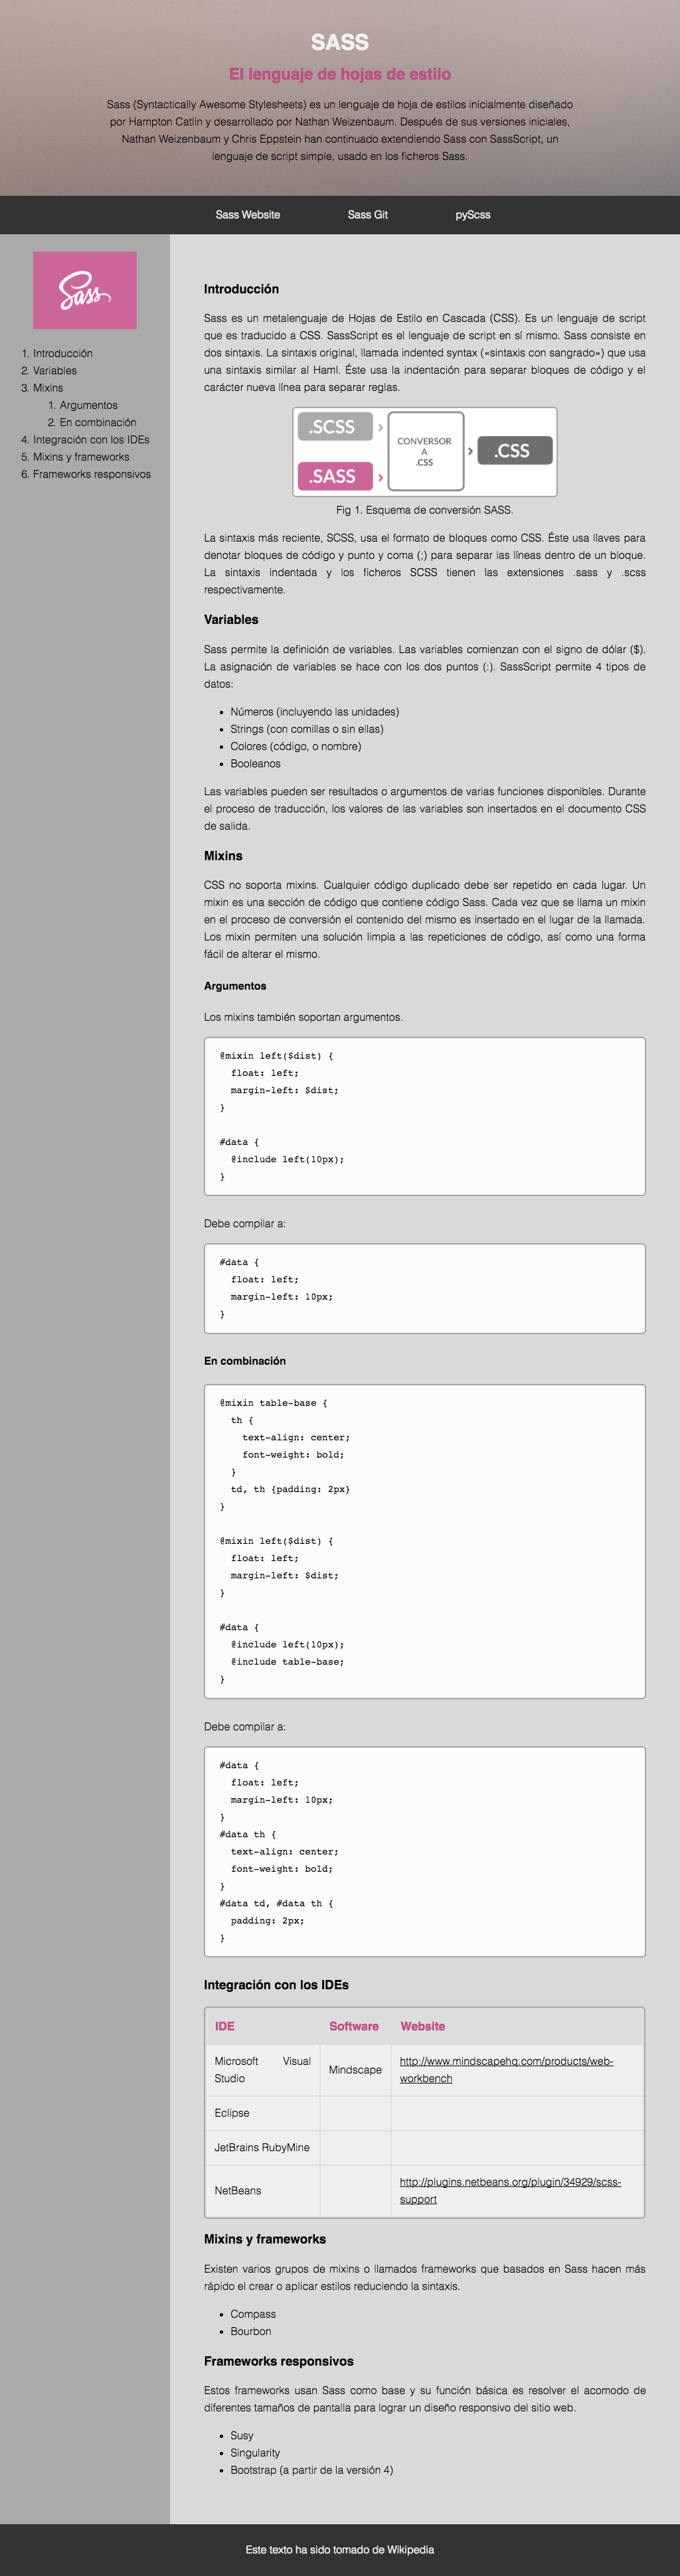 SASS
El lenguaje de hojas de estilo
Sass (Syntactically Awesome Stylesheets) es un lenguaje de hoja de estilos inicialmente diseñado
por Hampton Catlin y desarrollado por Nathan Weizenbaum. Después de sus versiones iniciales,
Nathan Weizenbaum y Chris Eppstein han continuado extendiendo Sass con SassScript, un
lenguaje de script simple, usado en los ficheros Sass.
Sass Website Sass Git pyScss
Sass
1. Introducción
2. Variables
3. Mixins
1. Argumentos
2. En combinación
4. Integración con los IDEs
5. Mixins y frameworks
6. Frameworks responsivos
Introducción
Sass es un metalenguaje de Hojas de Estilo en Cascada (CSS). Es un lenguaje de script
que es traducido a CSS. SassScript es el lenguaje de script en sí mismo. Sass consiste en
dos sintaxis. La sintaxis original, llamada indented syntax («sintaxis con sangrado») que usa
una sintaxis similar al Haml. Éste usa la indentación para separar bloques de código y el
carácter nueva línea para separar reglas.
.SCSS
.SASS
CONVERSOR
A
.CSS
.CSS
Fig 1. Esquema de conversión SASS.
La sintaxis más reciente, SCSS, usa el formato de bloques como CSS. Éste usa llaves para
denotar bloques de código y punto y coma (;) para separar las líneas dentro de un bloque.
La sintaxis indentada y los ficheros SCSS tienen las extensiones .sass y .scss
respectivamente.
Variables
Sass permite la definición de variables. Las variables comienzan con el signo de dólar ($).
La asignación de variables se hace con los dos puntos (:). SassScript permite 4 tipos de
datos:
• Números (incluyendo las unidades)
• Strings (con comillas o sin ellas)
• Colores (código, o nombre)
• Booleanos
Las variables pueden ser resultados o argumentos de varias funciones disponibles. Durante
el proceso de traducción, los valores de las variables son insertados en el documento CSS
de salida.
Mixins
CSS no soporta mixins. Cualquier código duplicado debe ser repetido en cada lugar. Un
mixin es una sección de código que contiene código Sass. Cada vez que se llama un mixin
en el proceso de conversión el contenido del mismo es insertado en el lugar de la llamada.
Los mixin permiten una solución limpia a las repeticiones de código, así como una forma
fácil de alterar el mismo.
Argumentos
Los mixins también soportan argumentos.
@mixin left($dist) {
  float: left;
  margin-left: $dist;
}
#data {
  @include left(10px);
}
Debe compilar a:
#data {
  float: left;
  margin-left: 10px;
}
En combinación
@mixin table-base {
  th {
    text-align: center;
    font-weight: bold;
  }
  td, th {padding: 2px}
}
@mixin left($dist) {
  float: left;
  margin-left: $dist;
}
#data {
  @include left(10px);
  @include table-base;
}
Debe compilar a:
#data {
  float: left;
  margin-left: 10px;
}
#data th {
  text-align: center;
  font-weight: bold;
}
#data td, #data th {
  padding: 2px;
}
Integración con los IDEs
IDE Software Website
Microsoft Visual
Studio
Mindscape
http://www.mindscapehq.com/products/web-
workbench
Eclipse
JetBrains RubyMine
NetBeans
http://plugins.netbeans.org/plugin/34929/scss-
support
Mixins y frameworks
Existen varios grupos de mixins o llamados frameworks que basados en Sass hacen más
rápido el crear o aplicar estilos reduciendo la sintaxis.
• Compass
• Bourbon
Frameworks responsivos
Estos frameworks usan Sass como base y su función básica es resolver el acomodo de
diferentes tamaños de pantalla para lograr un diseño responsivo del sitio web.
• Susy
• Singularity
• Bootstrap (a partir de la versión 4)
Este texto ha sido tomado de Wikipedia